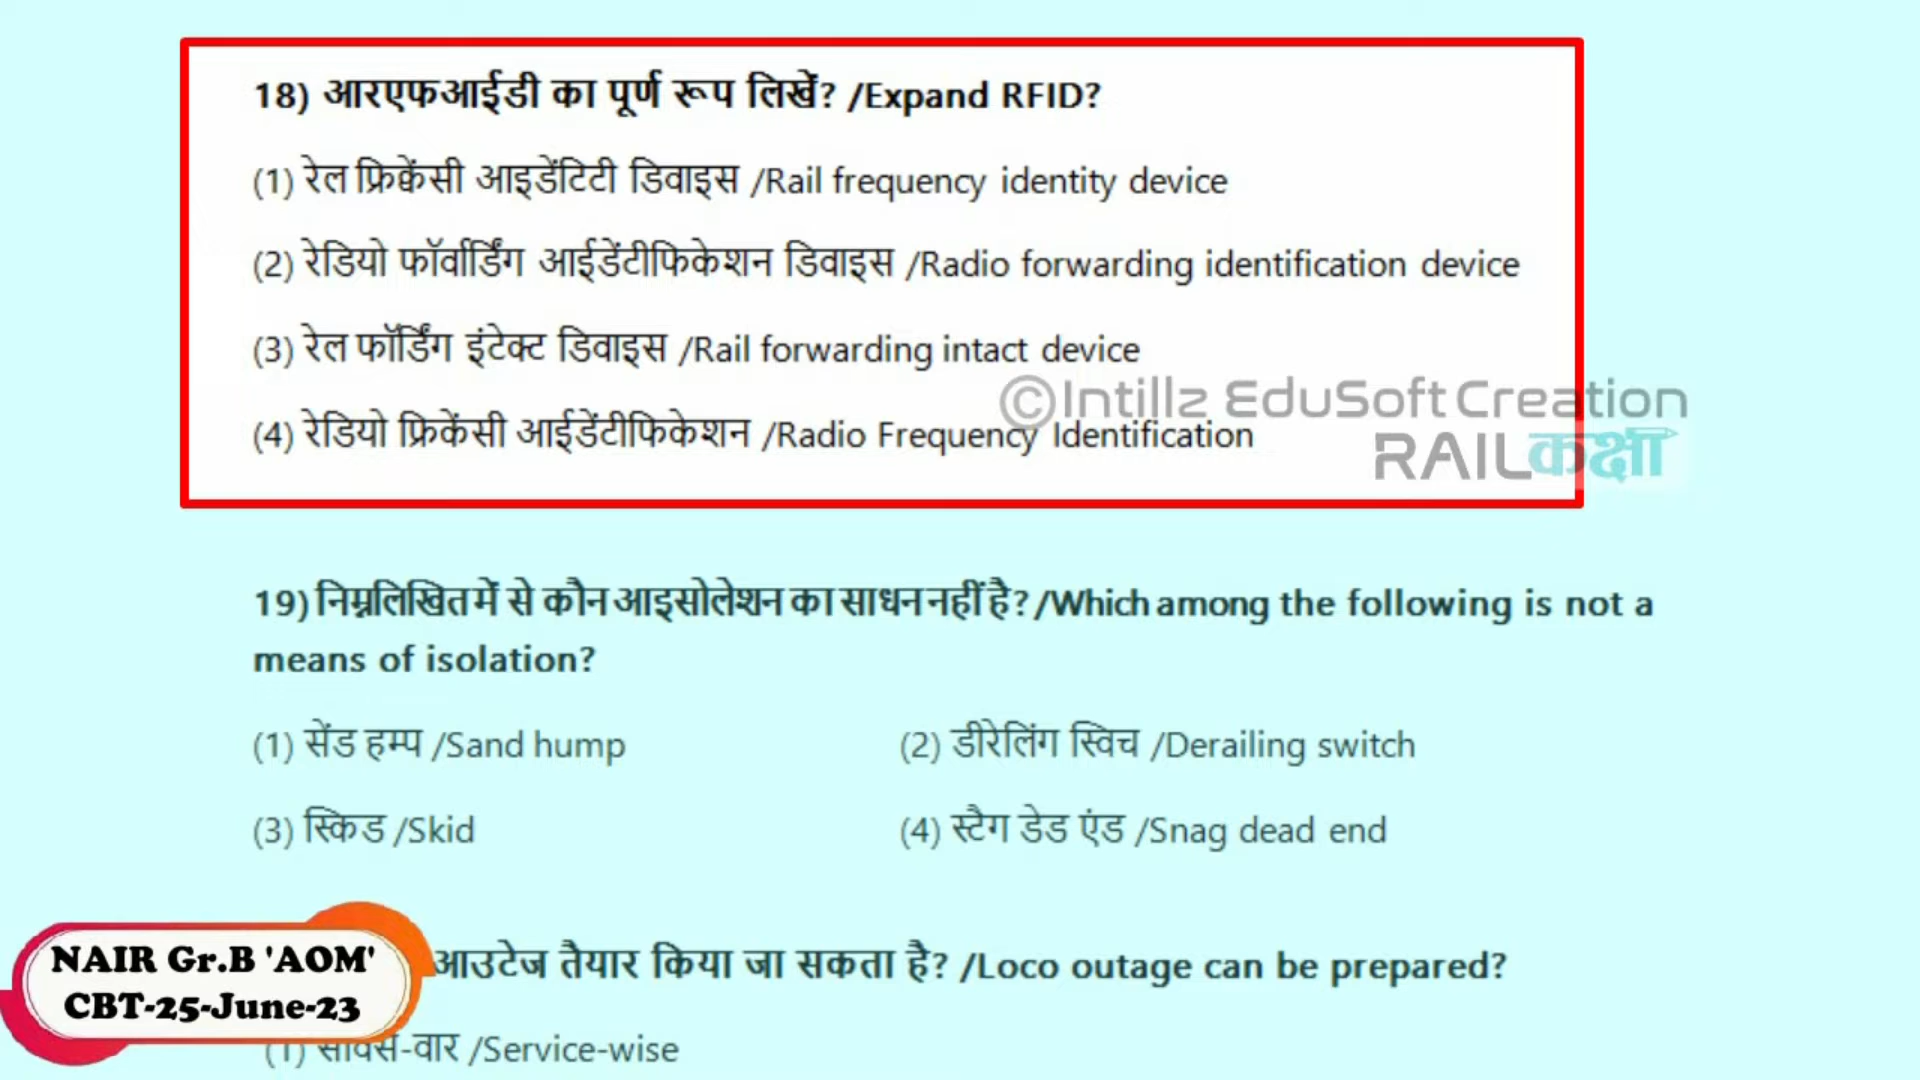 18) आरएफआईडी का पूर्ण रूप लिखें? /Expand RFID?
(1) रेल फ्रिकेंसी आइडेंटिटी डिवाइस /Rail frequency identity device
(2) रेडियो फॉर्वार्डिंग आईडेंटीफिकेशन डिवाइस /Radio forwarding identification device
(3) रेल फॉर्डिंग इंटेक्ट डिवाइस /Rail forwarding intact device
©Intillz EduSoft Creation
(4) रेडियो फ्रिकेंसी आईडेंटीफिकेशन /Radio Frequency Identification
RAILकक्षा
19) निम्नलिखित में से कौन आइसोलेशन का साधन नहीं है? /Which among the following is not a
means of isolation?
(1) सेंड हम्प /Sand hump
(2) डीरेलिंग स्विच /Derailing switch
(3) स्किड /Skid
(4) स्टैग डेड एंड /Snag dead end
NAIR Gr.B 'AOM'
CBT-25-June-23
आउटेज तैयार किया जा सकता है? /Loco outage can be prepared?
(1) सर्विस-वार /Service-wise